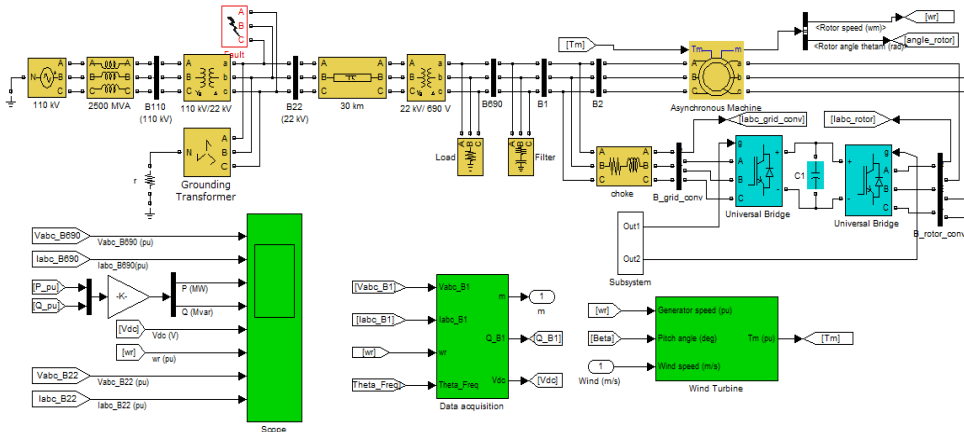 A
B
C
Fault
[Tm]
<Rotor speed (wm)>
[wr]
<Rotor angle thetam (rad)>
[angle_rotor]
Tm
m
A
B
C
a
b
c
Asynchronous Machine
N
A
B
C
110 kV
2500 MVA
B110
(110 kV)
110 kV/22 kV
B22
(22 kV)
30 km
22 kV/ 690 V
B690
B1
B2
N
A
B
C
r
Grounding
Transformer
Load
Filter
A
B
C
choke
B_grid_conv
[Iabc_grid_conv]
[Iabc_rotor]
g
A
B
C
+
-
Universal Bridge
C1
+
-
g
A
B
C
Universal Bridge
B_rotor_conv
Out1
Out2
Subsystem
Vabc_B690
Vabc_B690 (pu)
Iabc_B690
Iabc_B690(pu)
[P_pu]
[Q_pu]
-K-
P (MW)
Q (Mvar)
[Vdc]
Vdc (V)
[wr]
wr (pu)
Vabc_B22
Vabc_B22 (pu)
Iabc_B22
Iabc_B22 (pu)
Scope
[Vabc_B1]
Vabc_B1
[Iabc_B1]
Iabc_B1
[wr]
wr
Theta_Freq]
Theta_Freq
m
1
m
Q_B1
[Q_B1]
Vdc
[Vdc]
Data acquisition
[wr]
Generator speed (pu)
[Beta]
Pitch angle (deg)
1
Wind (m/s)
Wind speed (m/s)
Tm (pu)
[Tm]
Wind Turbine